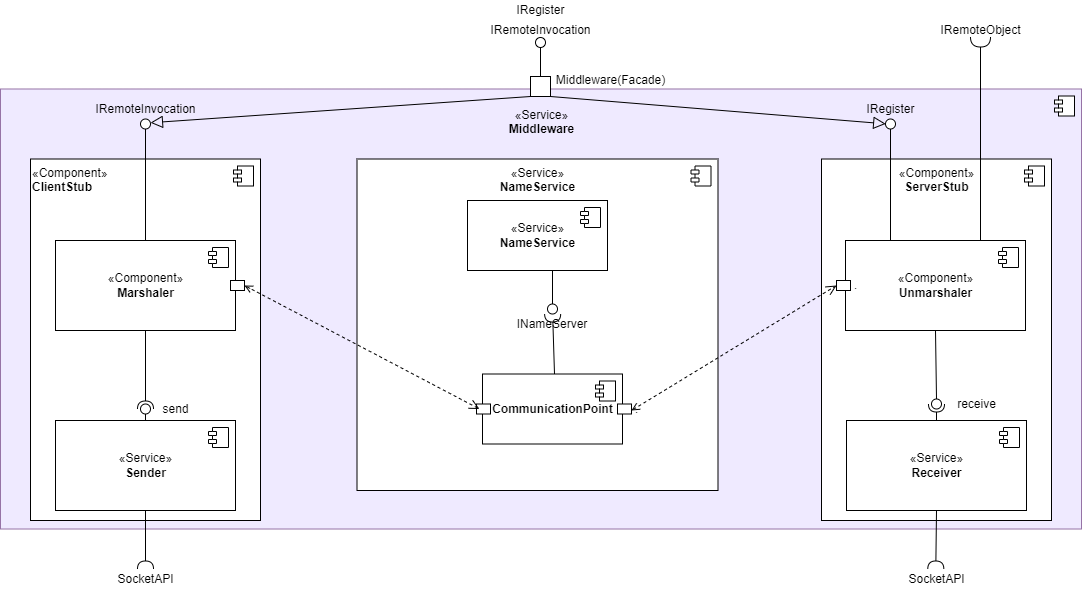 IRegister
IRemoteInvocation
IRemoteObject
Middleware(Facade)
IRemoteInvocation
IRegister
«Service»
Middleware
«Component»
ClientStub
«Service»
NameService
«Component»
ServerStub
«Service»
NameService
«Component»
Marshaler
«Component»
Unmarshaler
INameServer
send
CommunicationPoint
receive
«Service»
Sender
«Service»
Receiver
SocketAPI
SocketAPI